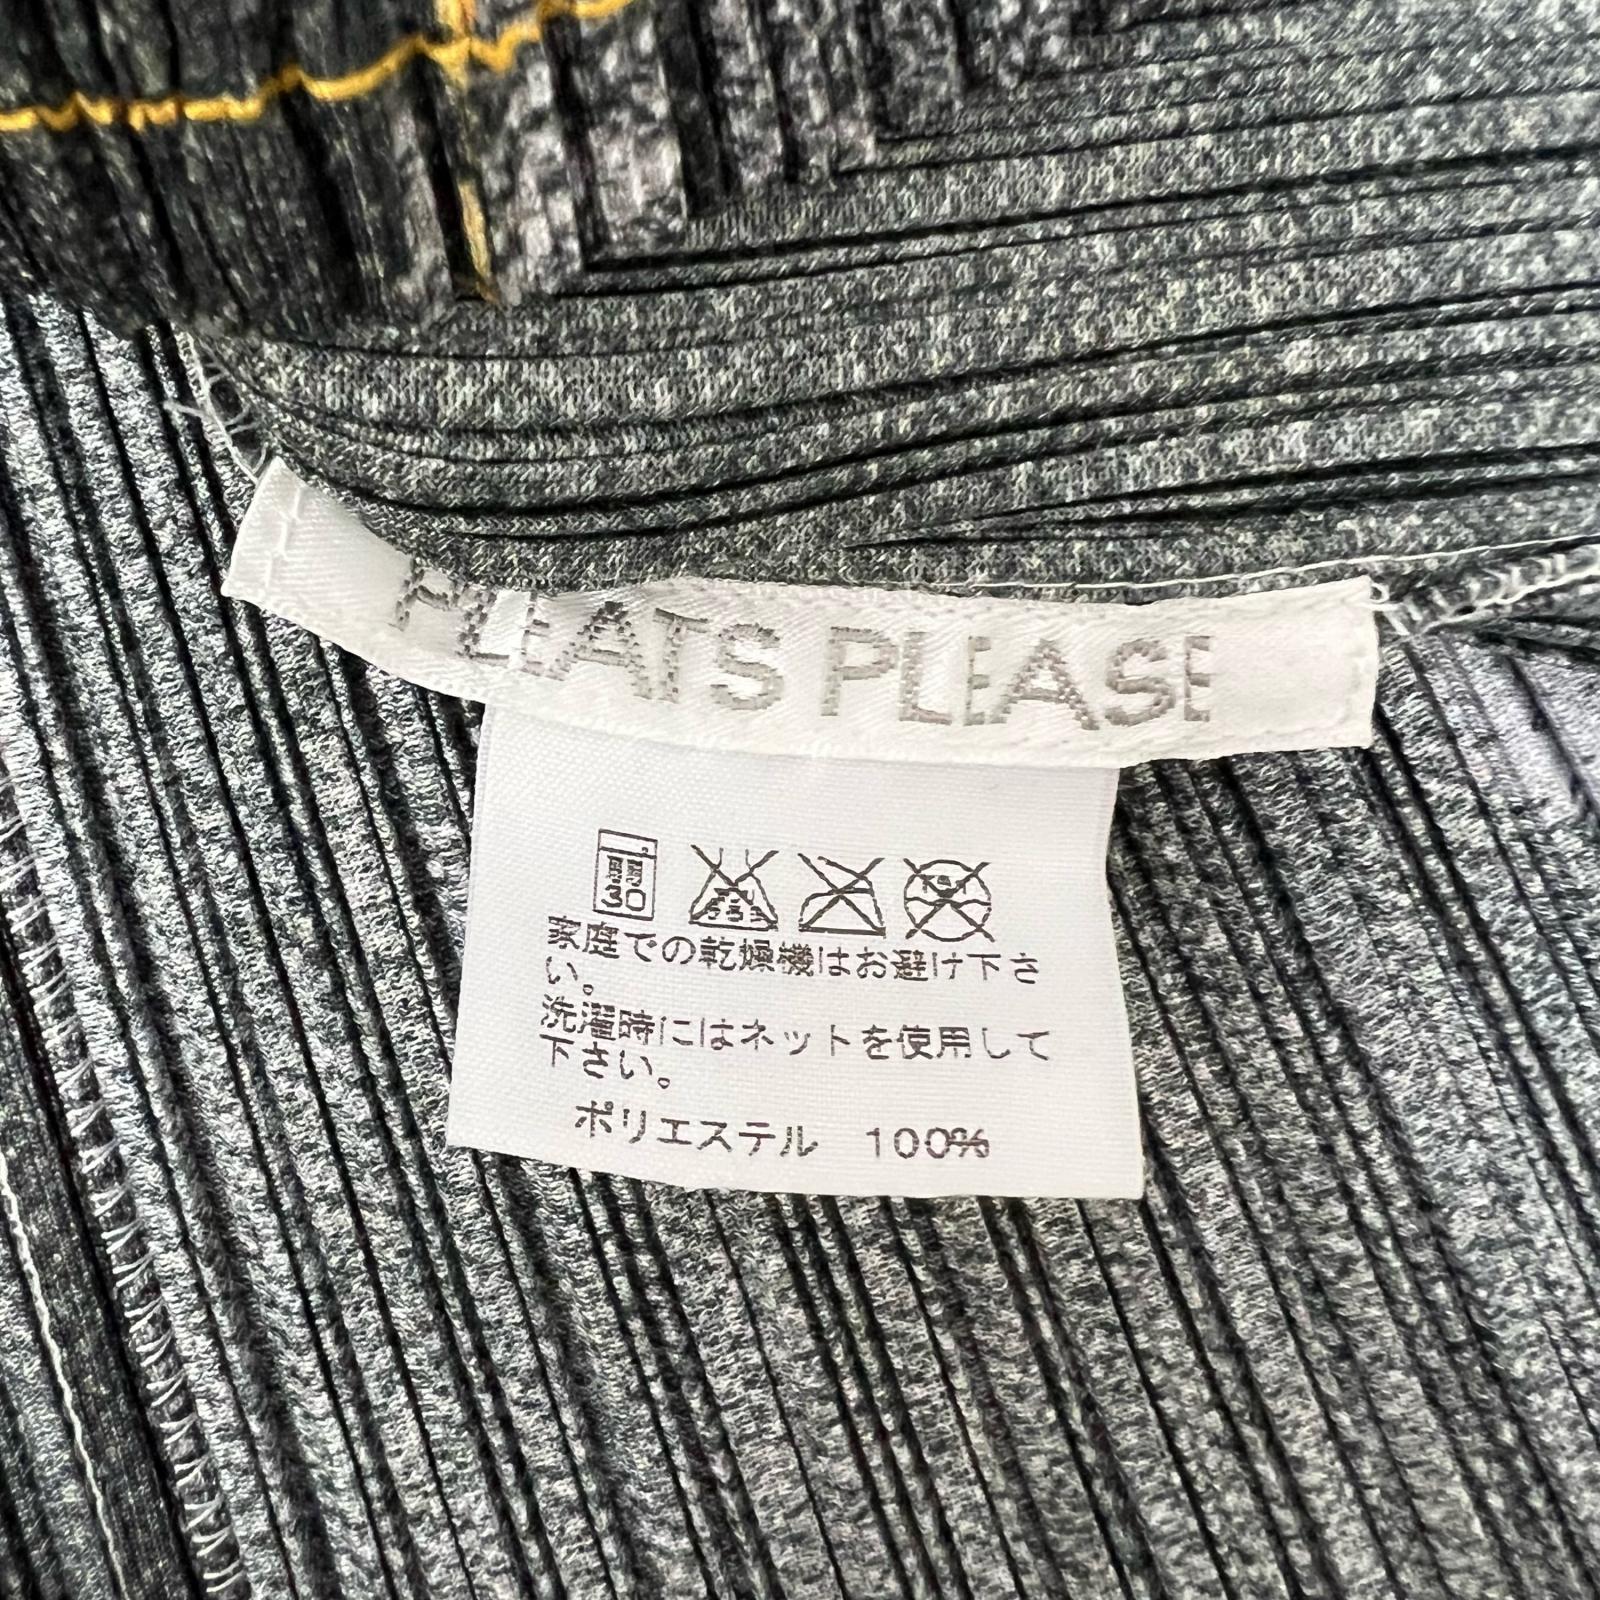 PLEATS PLEASE
30
家庭での乾燥機はお避け下さ
い。
洗濯時にはネットを使用して
下さい。
ポリエステル 100%